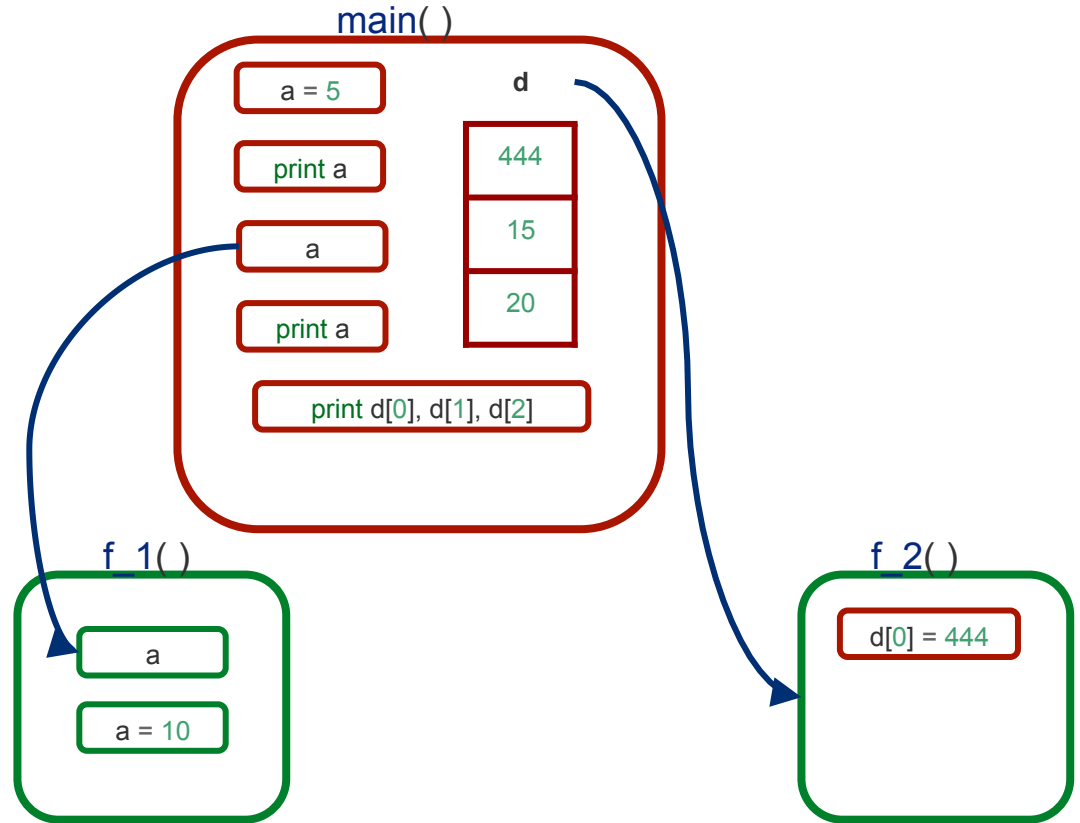 main( )
a = 5
print a
a
print a
d
444
15
20
print d[0], d[1], d[2]
f_1( )
a
a = 10
f_2( )
d[0] = 444